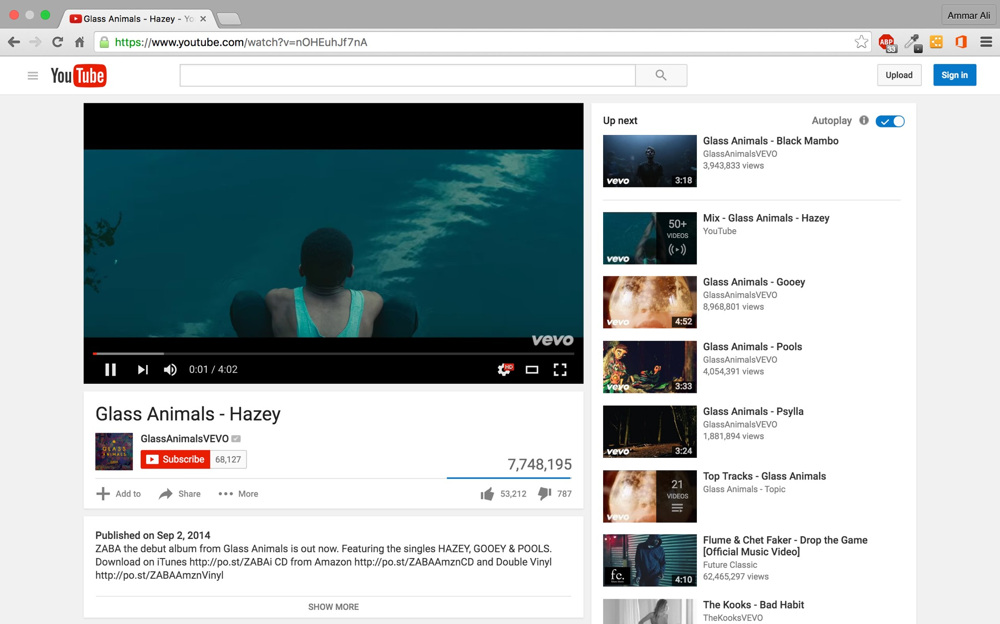 Glass Animals - Hazey - Yo
Ammar Ali
https://www.youtube.com/watch?v=nOHEuhJf7nA
ABP
33
YouTube
Upload
Sign in
vevo
0:01 / 4:02
HD
Glass Animals - Hazey
GLASS
ANIMALS
ZABA
GlassAnimalsVEVO
Subscribe
68,127
7,748,195
Add to
Share
More
53,212
787
Published on Sep 2, 2014
ZABA the debut album from Glass Animals is out now. Featuring the singles HAZEY, GOOEY & POOLS.
Download on iTunes http://po.st/ZABAi CD from Amazon http://po.st/ZABAAmznCD and Double Vinyl
http://po.st/ZABAAmznVinyl
SHOW MORE
Up next
Autoplay
vevo
3:18
Glass Animals - Black Mambo
GlassAnimalsVEVO
3,943,833 views
50+
VIDEOS
vevo
Mix - Glass Animals - Hazey
YouTube
vevo
4:52
Glass Animals - Gooey
GlassAnimalsVEVO
8,968,801 views
vevo
3:33
Glass Animals - Pools
GlassAnimalsVEVO
4,054,391 views
vevo
3:24
Glass Animals - Psylla
GlassAnimalsVEVO
1,881,894 views
21
VIDEOS
vevo
Top Tracks - Glass Animals
Glass Animals - Topic
fc.
future classic
4:10
Flume & Chet Faker - Drop the Game
[Official Music Video]
Future Classic
62,465,297 views
The Kooks - Bad Habit
TheKooksVEVO